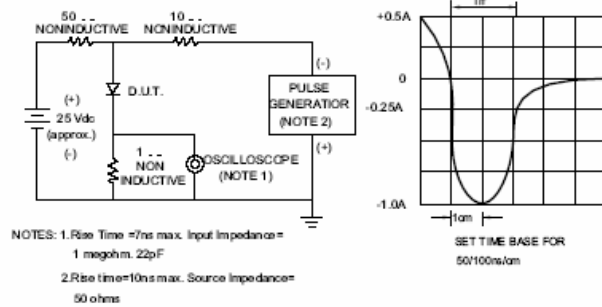 50 --
NONINDUCTIVE
10 --
NONINDUCTIVE
D.U.T.
(+)
25 Vdc
(approx.)
(-)
1 --
NON
INDUCTIVE
OSCILLOSCOPE
(NOTE 1)
(-)
PULSE
GENERATIOR
(NOTE 2)
(+)
NOTES: 1.Rise Time =7ns max. Input Impedance=
1 megohm. 22pF
2.Rise time=10ns max. Source Impedance=
50 ohms
+0.5A
0
-0.25A
-1.0A
1cm
SET TIME BASE FOR
50/100ns/cm